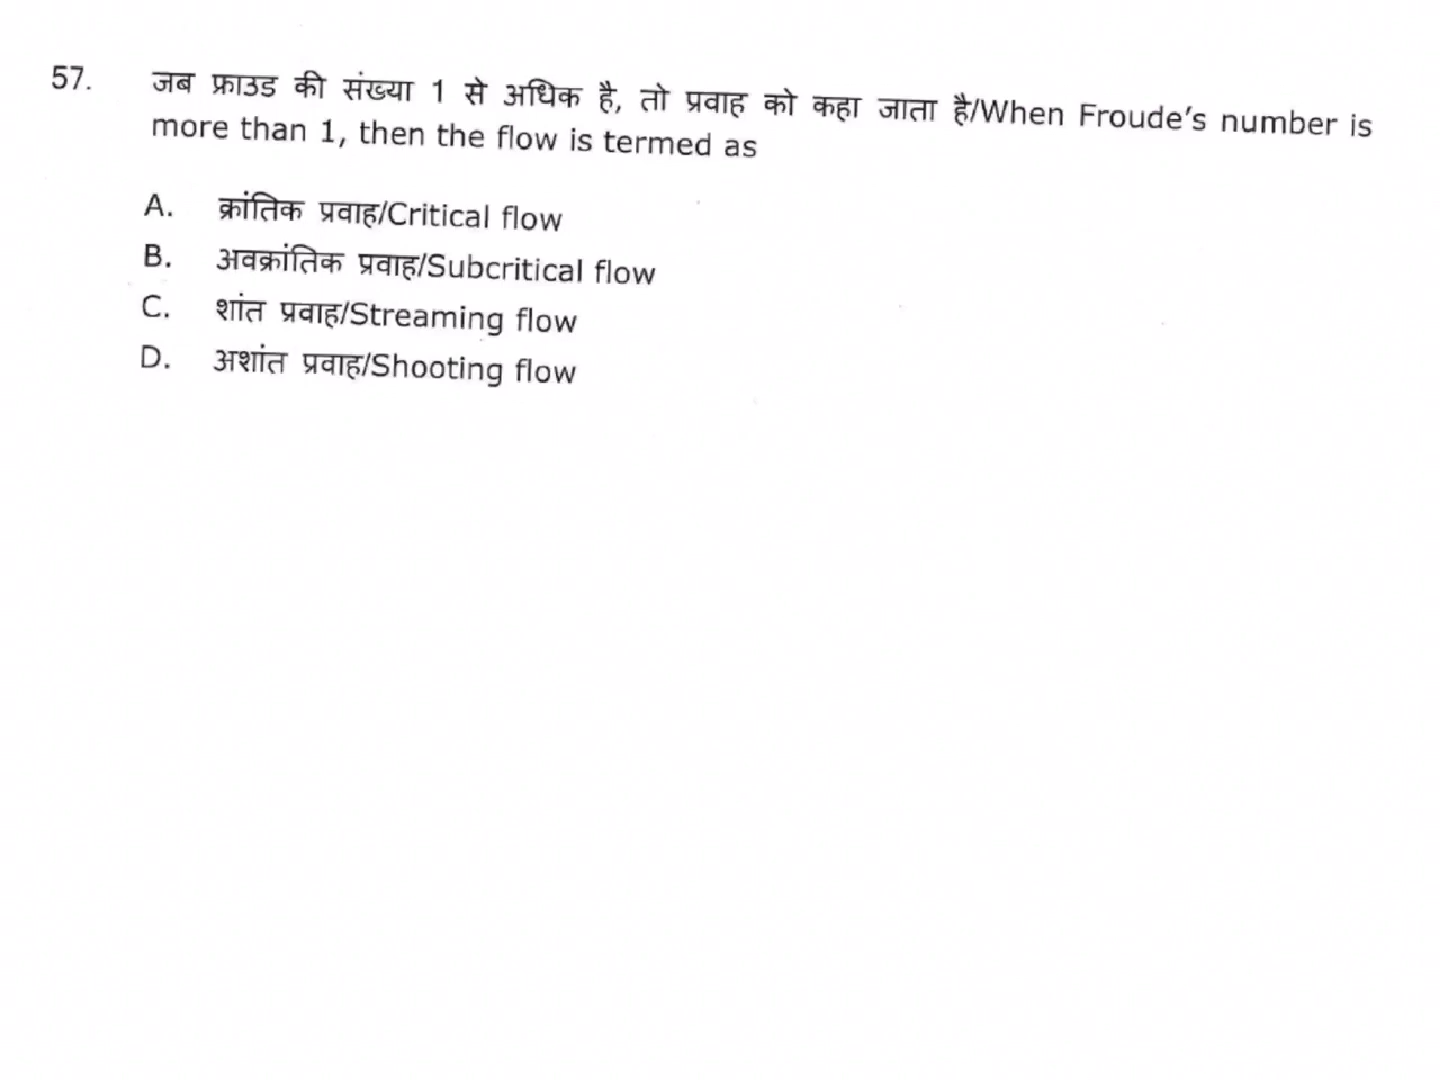 57. जब फ्राउड की संख्या 1 से अधिक है, तो प्रवाह को कहा जाता है/When Froude's number is
more than 1, then the flow is termed as
A. क्रांतिक प्रवाह/Critical flow
B. अवक्रांतिक प्रवाह/Subcritical flow
C. शांत प्रवाह/Streaming flow
D. अशांत प्रवाह/Shooting flow